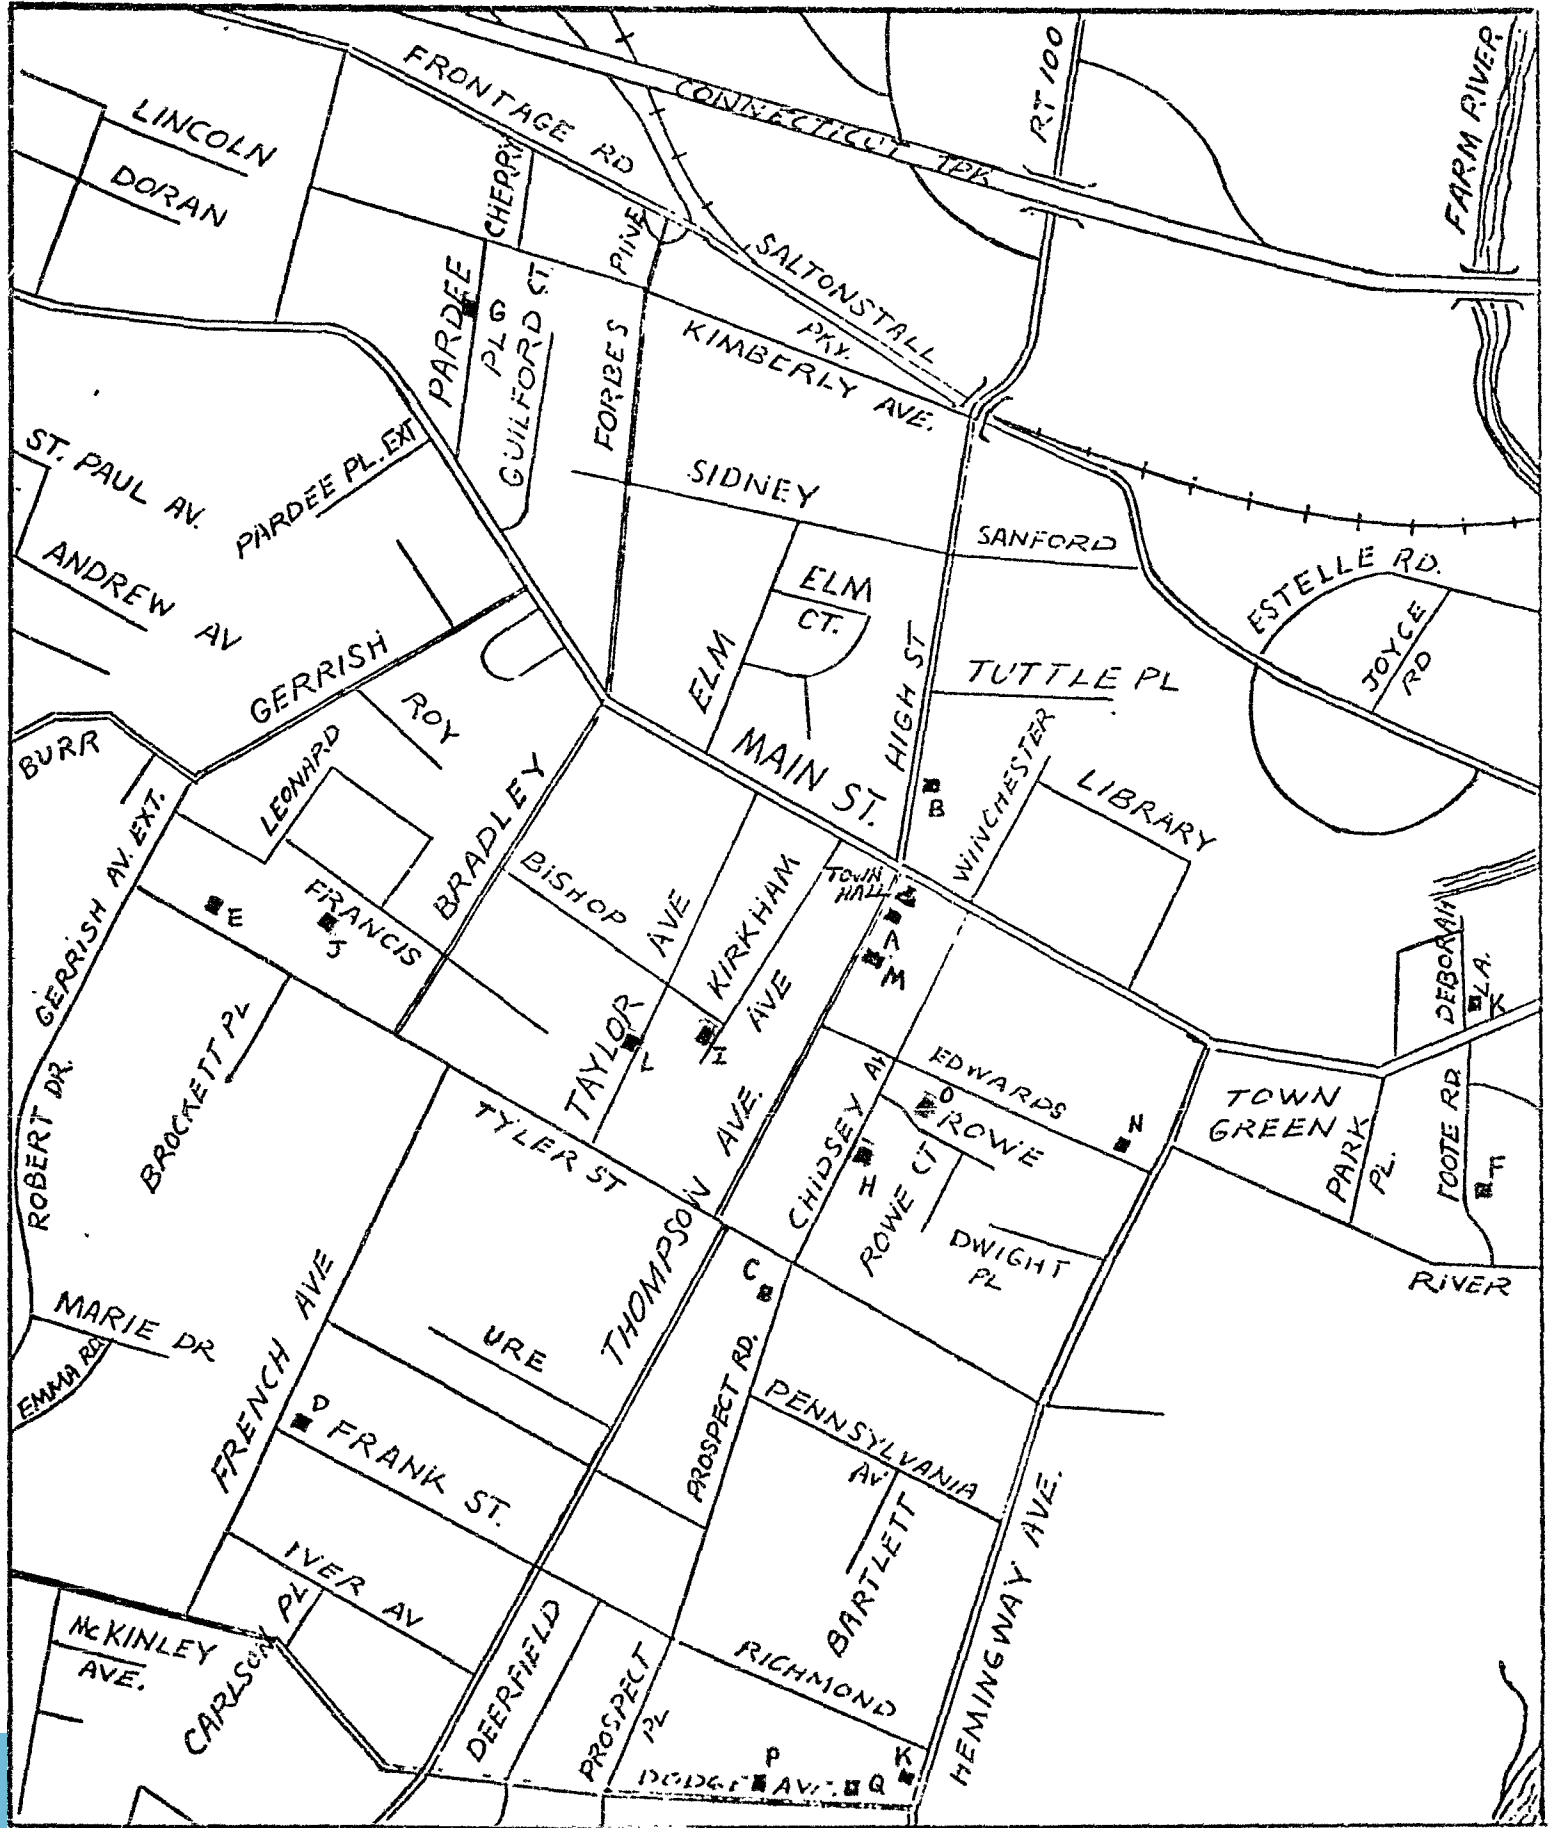 FRONTAGE RD
CONNECTICUT TPK
RT 100
FARM RIVER
LINCOLN
DORAN
CHERRY
PINE
SALTONSTALL
PKY.
PARDEE
PL
G
GUILFORD CT.
FORBES
KIMBERLY AVE.
ST. PAUL AV.
PARDEE PL. EXT
SIDNEY
SANFORD
ANDREW AV
ELM
CT.
ESTELLE RD.
JOYCE
RD
GERRISH
ROY
ELM
HIGH ST
TUTTLE PL
BURR
LEONARD
MAIN ST.
WINCHESTER
LIBRARY
B
GERRISH AV. EXT.
BRADLEY
BISHOP
AVE
KIRKHAM
AVE
TOWN
HALL
E
J
FRANCIS
A
M
DEBORAH
LA.
K
BROCKETT PL
TAYLOR
I
EDWARDS
O
ROWE
N
TOWN
GREEN
PARK
PL.
FOOTE RD.
ROBERT DR.
TYLER ST
THOMPSON AVE.
CHIDSEY AV
H
ROWE CT
DWIGHT
PL
RIVER
C
MARIE DR
EMMA RD.
FRENCH AVE
URE
PROSPECT RD.
PENNSYLVANIA
AV
D
FRANK ST.
BARTLETT
HEMINGWAY AVE.
IVER AV
McKINLEY
AVE.
CARLSON PL
DEERFIELD
PROSPECT
PL
RICHMOND
DODGE AVE.
P
Q